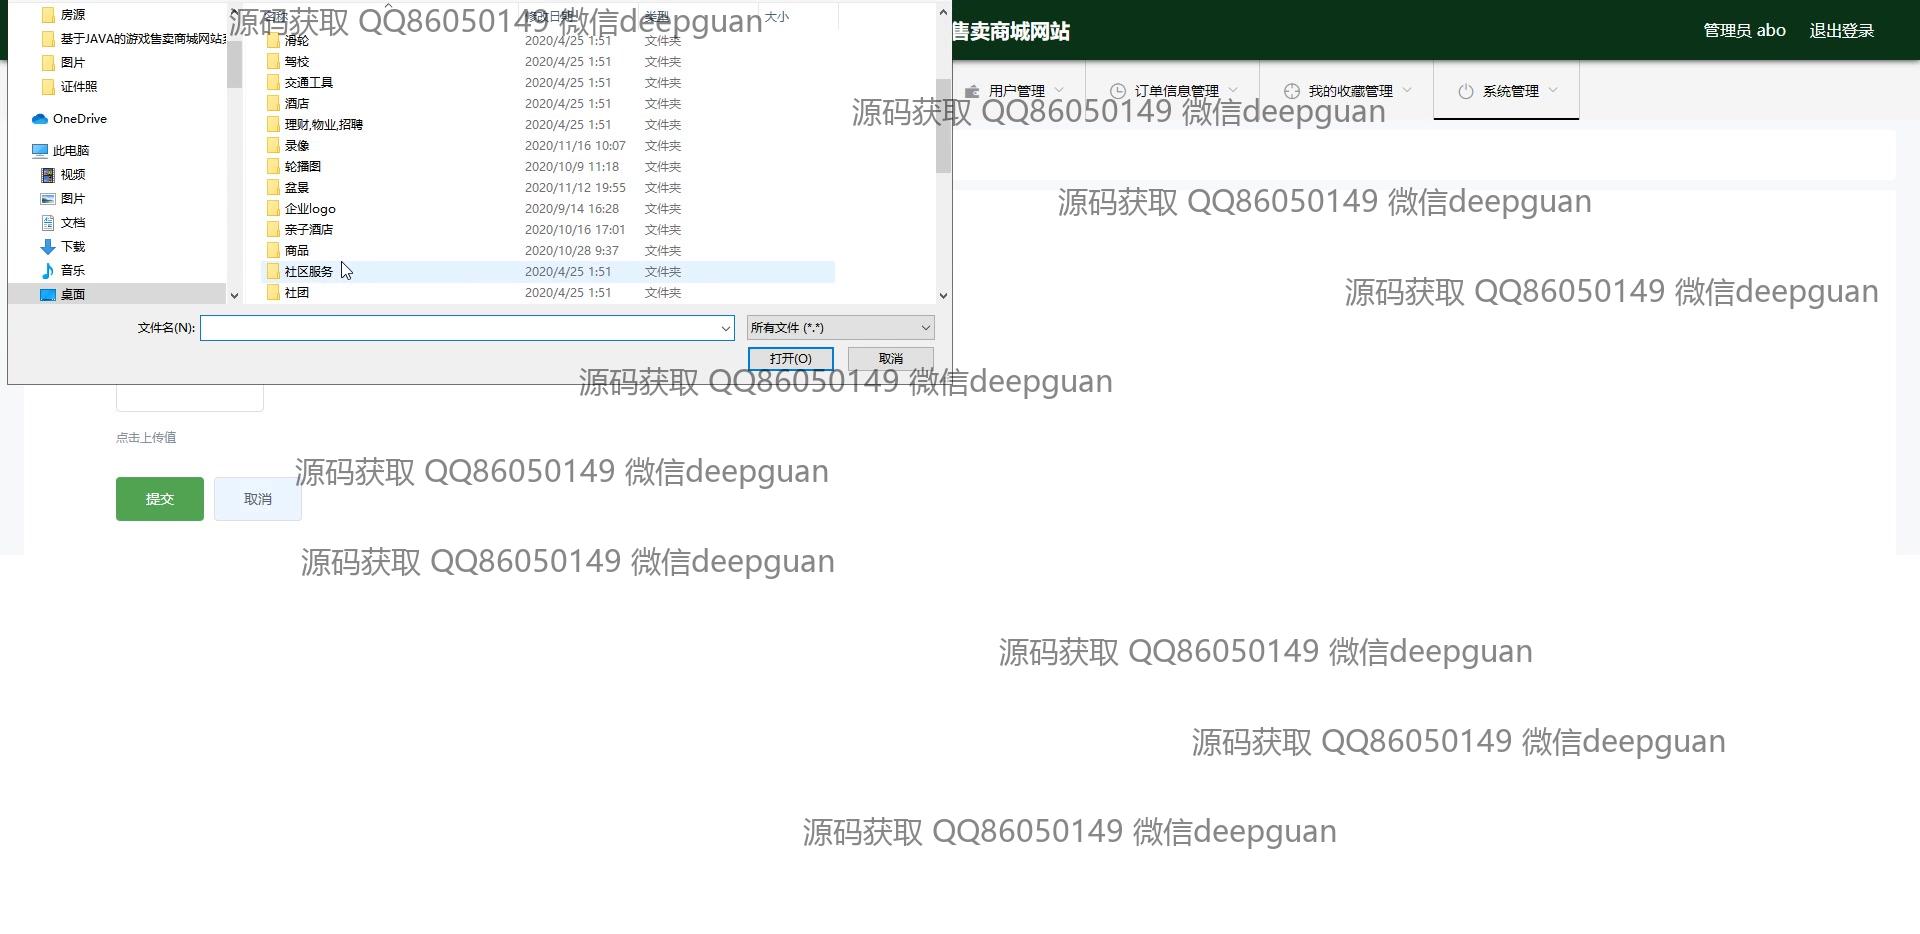 名称 修改日期 类型 大小
源码获取 QQ86050149 微信deepguan
房源
基于JAVA的游戏售卖商城网站
图片
证件照
OneDrive
此电脑
视频
图片
文档
下载
音乐
桌面
滑轮 2020/4/25 1:51 文件夹
驾校 2020/4/25 1:51 文件夹
交通工具 2020/4/25 1:51 文件夹
酒店 2020/4/25 1:51 文件夹
理财,物业,招聘 2020/4/25 1:51 文件夹
录像 2020/11/16 10:07 文件夹
轮播图 2020/10/9 11:18 文件夹
盆景 2020/11/12 19:55 文件夹
企业logo 2020/9/14 16:28 文件夹
亲子酒店 2020/10/16 17:01 文件夹
商品 2020/10/28 9:37 文件夹
社区服务 2020/4/25 1:51 文件夹
社团 2020/4/25 1:51 文件夹
文件名(N): 所有文件 (*.*)
打开(O) 取消
售卖商城网站 管理员 abo 退出登录
用户管理 订单信息管理 我的收藏管理 系统管理
源码获取 QQ86050149 微信deepguan
源码获取 QQ86050149 微信deepguan
源码获取 QQ86050149 微信deepguan
源码获取 QQ86050149 微信deepguan
点击上传值
源码获取 QQ86050149 微信deepguan
提交 取消
源码获取 QQ86050149 微信deepguan
源码获取 QQ86050149 微信deepguan
源码获取 QQ86050149 微信deepguan
源码获取 QQ86050149 微信deepguan